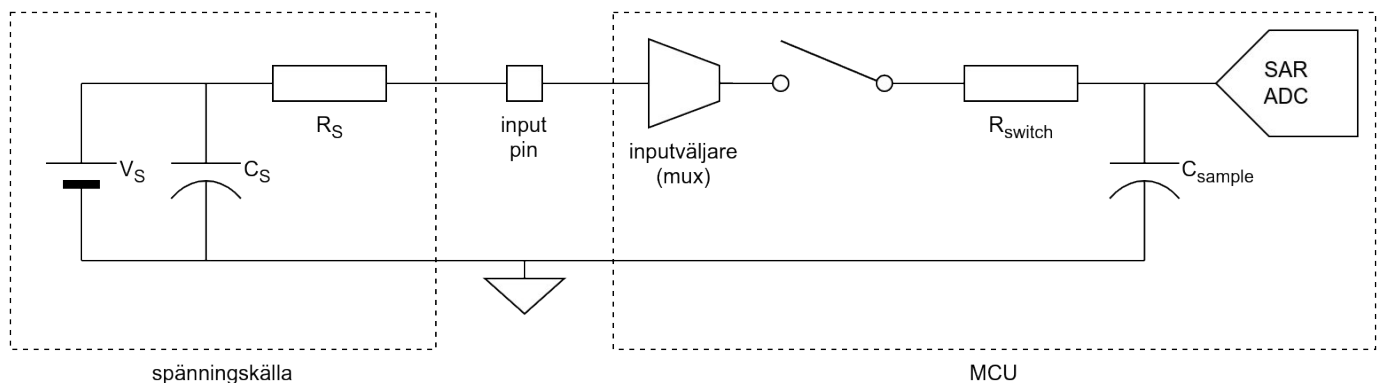 V_S
C_S
R_S
input
pin
inputväljare
(mux)
R_switch
C_sample
SAR
ADC
spänningskälla
MCU